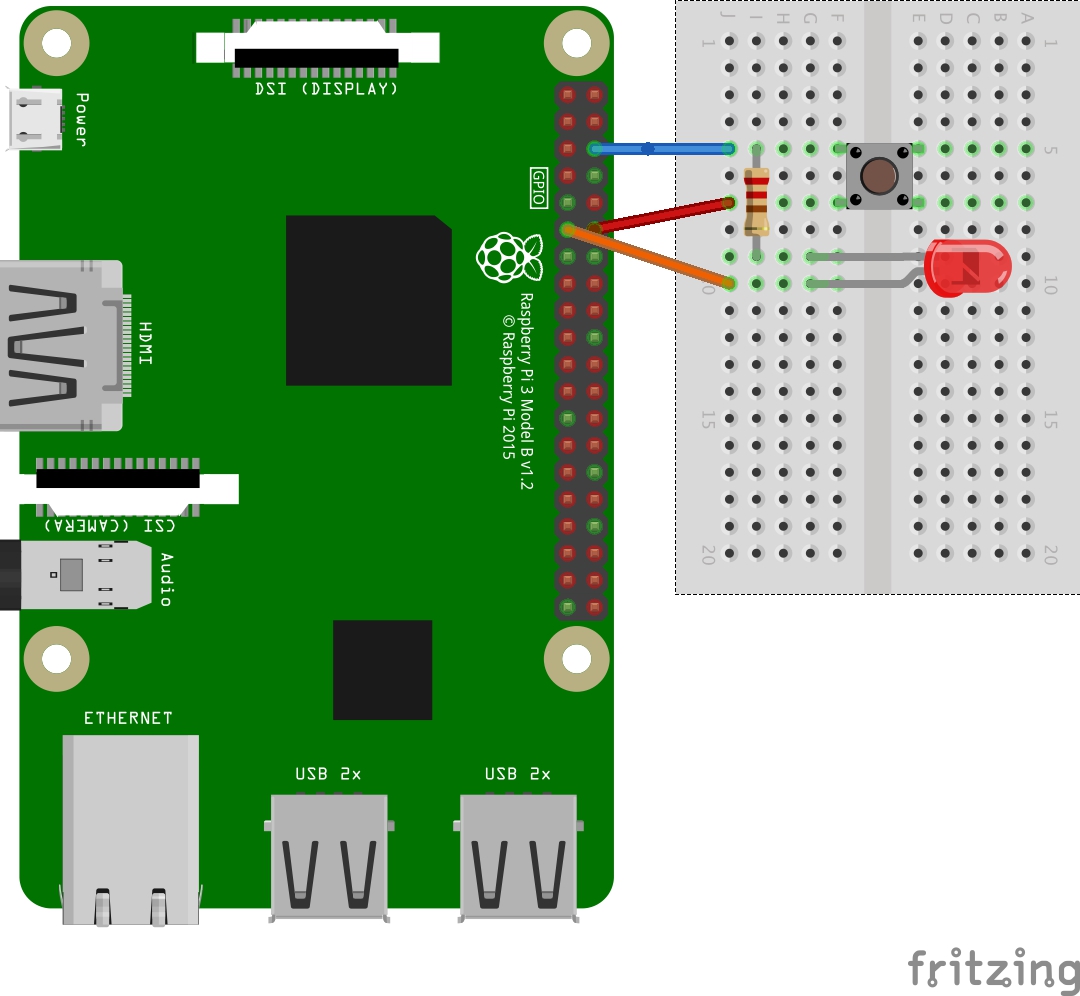 DSI (DISPLAY)
Power
GPIO
Raspberry Pi 3 Model B v1.2
© Raspberry Pi 2015
HDMI
CSI (CAMERA)
Audio
ETHERNET
USB 2x
USB 2x
J I H G F E D C B A
1 1
5 5
10 10
15 15
20 20
fritzing